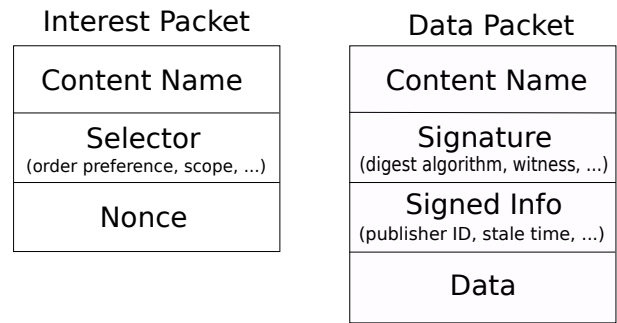 Interest Packet
Content Name
Selector
(order preference, scope, ...)
Nonce
Data Packet
Content Name
Signature
(digest algorithm, witness, ...)
Signed Info
(publisher ID, stale time, ...)
Data